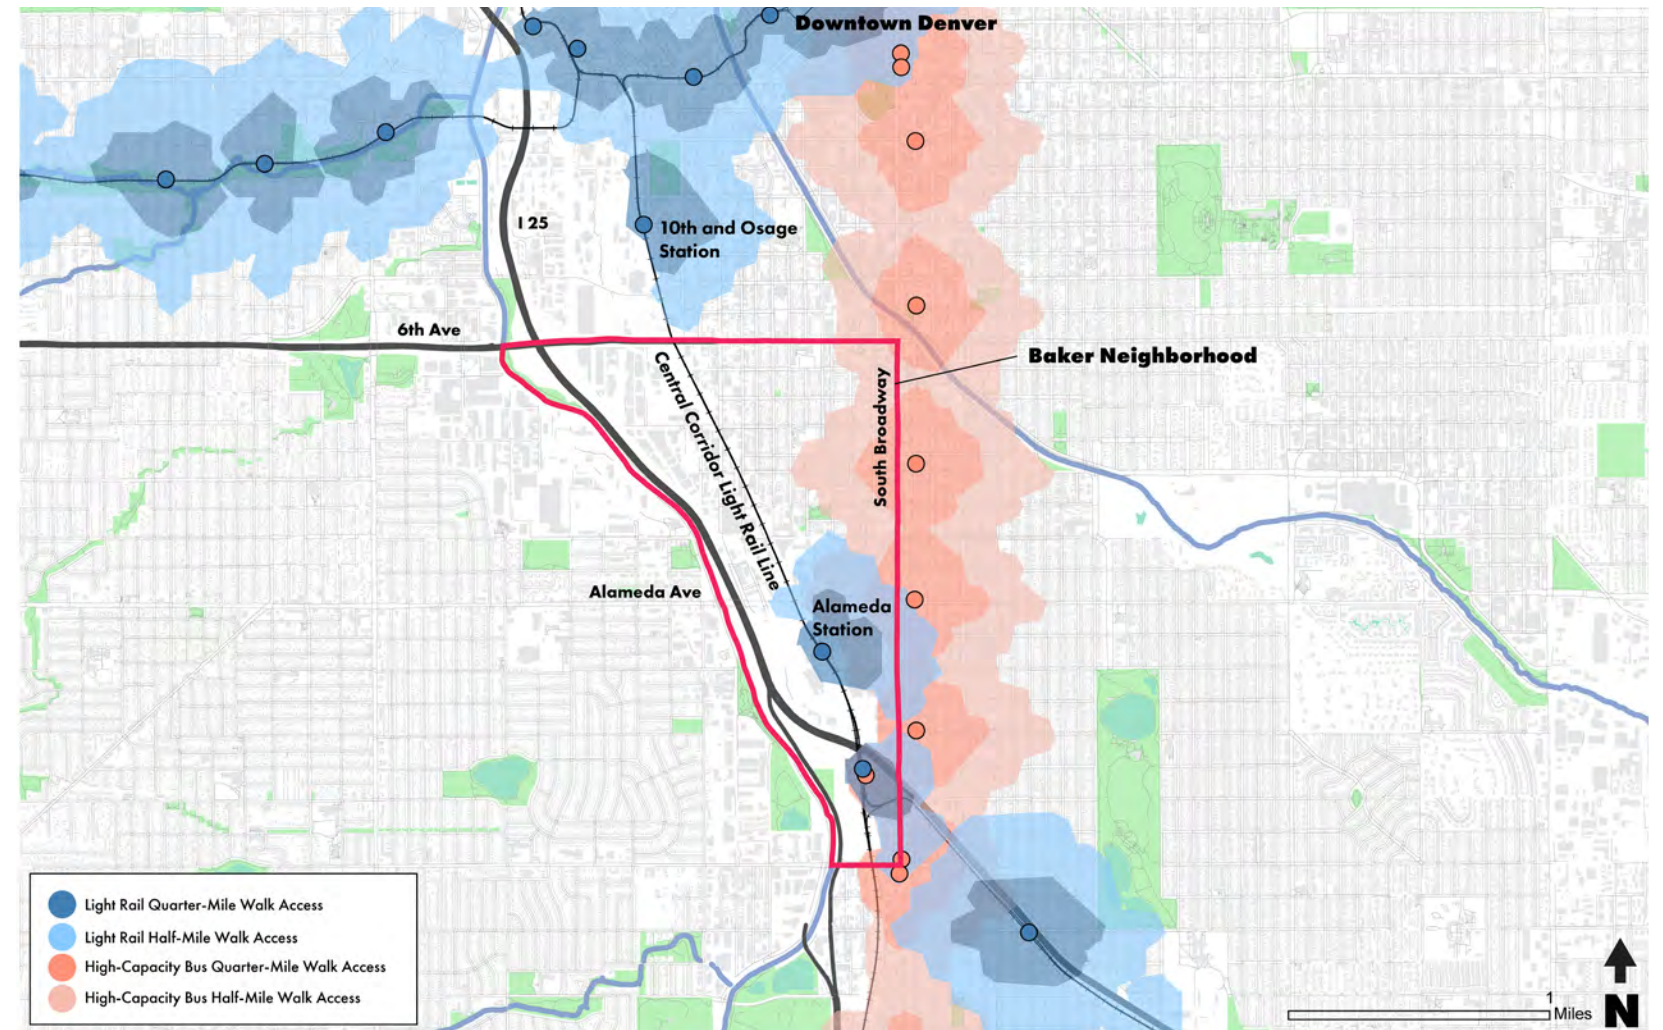 Downtown Denver
I 25
10th and Osage
Station
6th Ave
Baker Neighborhood
Central Corridor Light Rail Line
South Broadway
Alameda Ave
Alameda
Station
Light Rail Quarter-Mile Walk Access
Light Rail Half-Mile Walk Access
High-Capacity Bus Quarter-Mile Walk Access
High-Capacity Bus Half-Mile Walk Access
1
Miles
N